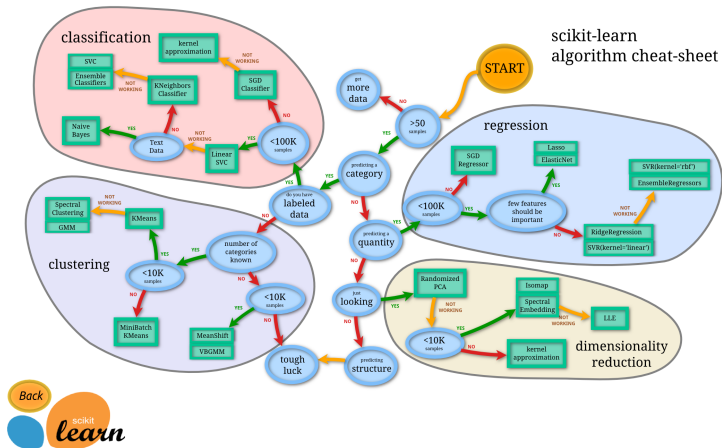 classification
scikit-learn
algorithm cheat-sheet
kernel
approximation
NOT
WORKING
START
SVC
Ensemble
Classifiers
NOT
WORKING
KNeighbors
Classifier
SGD
Classifier
get
more
data
NO
>50
samples
regression
Naive
Bayes
YES
Text
Data
NO
NOT
WORKING
Linear
SVC
YES
<100K
samples
NO
YES
predicting a
category
YES
YES
do you have
labeled
data
NO
NO
SGD
Regressor
NO
Lasso
ElasticNet
YES
SVR(kernel='rbf')
EnsembleRegressors
<100K
samples
YES
few features
should be
important
NOT
WORKING
NO
RidgeRegression
SVR(kernel='linear')
predicting a
quantity
YES
NO
Spectral
Clustering
GMM
NOT
WORKING
KMeans
YES
number of
categories
known
YES
NO
clustering
<10K
samples
NO
<10K
samples
YES
NO
MiniBatch
KMeans
MeanShift
VBGMM
tough
luck
just
looking
YES
NO
predicting
structure
Randomized
PCA
NOT
WORKING
<10K
samples
YES
NO
Isomap
Spectral
Embedding
NOT
WORKING
LLE
kernel
approximation
dimensionality
reduction
Back
scikit
learn